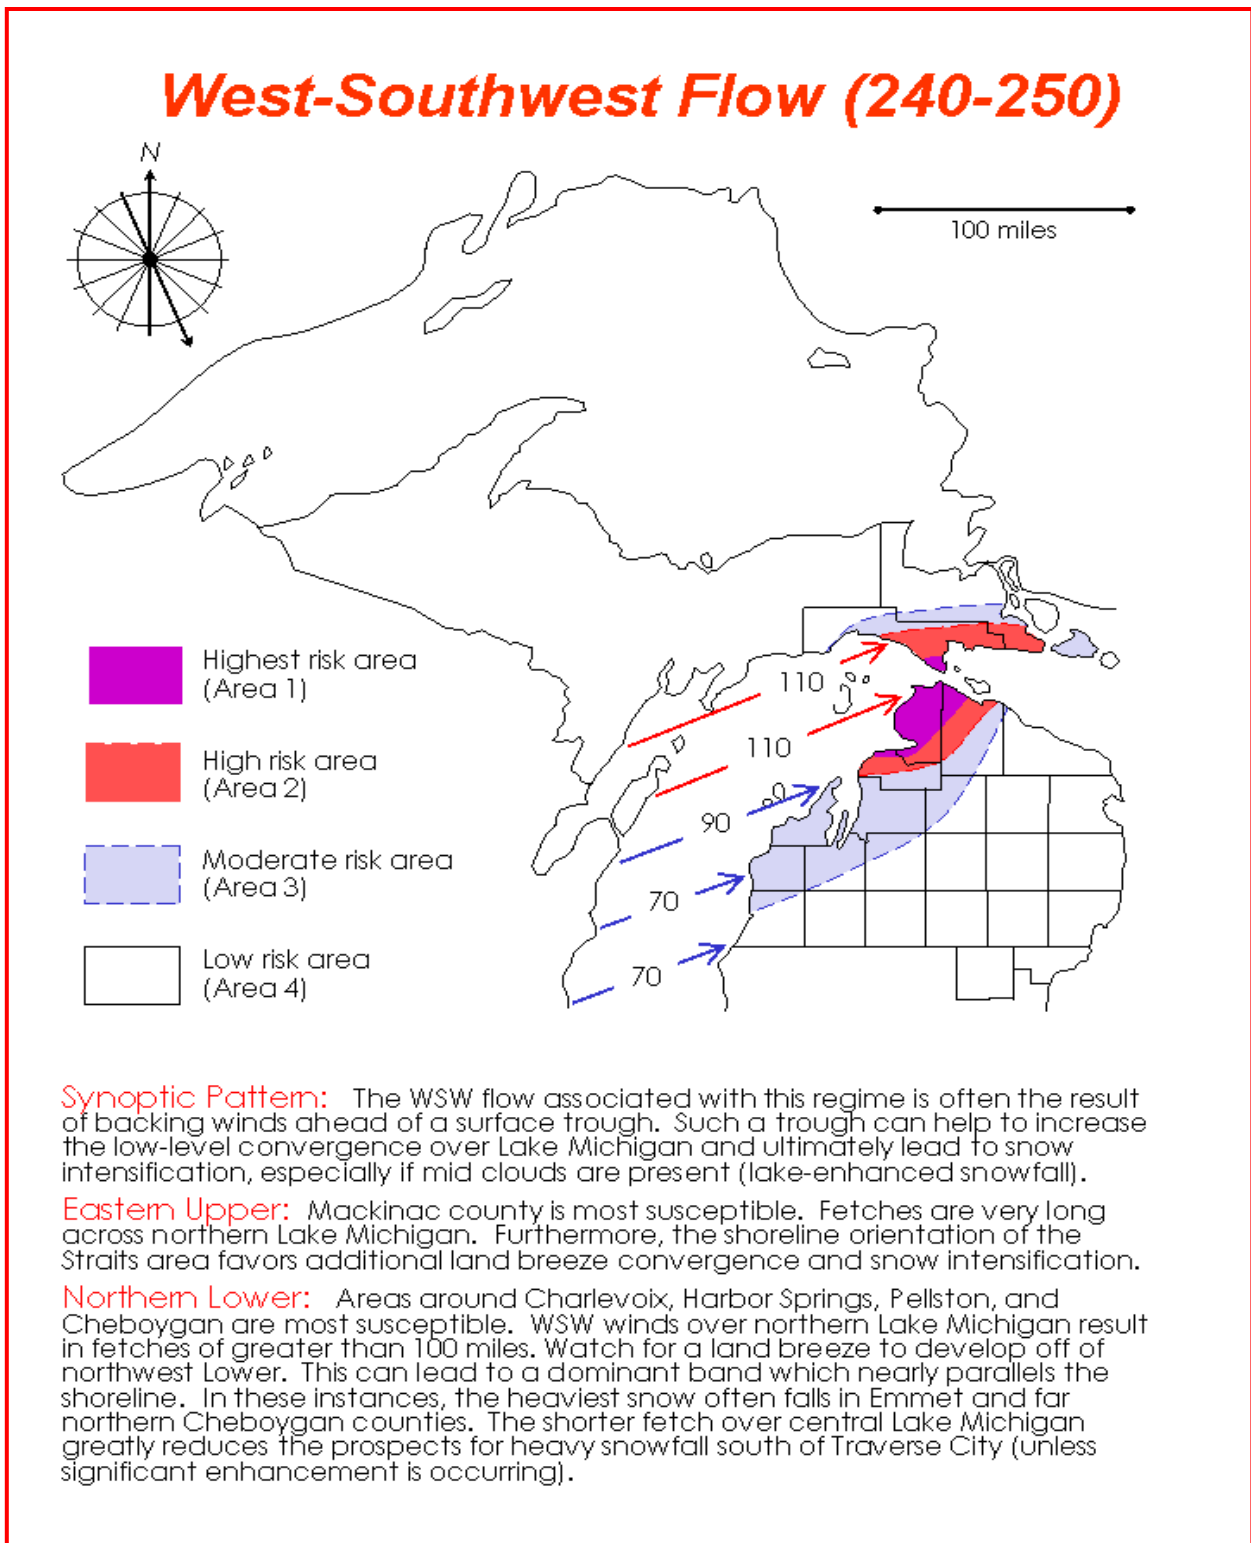 West-Southwest Flow (240-250)
N
100 miles
Highest risk area
(Area 1)
High risk area
(Area 2)
Moderate risk area
(Area 3)
Low risk area
(Area 4)
110
110
90
70
70
Synoptic Pattern: The WSW flow associated with this regime is often the result
of backing winds ahead of a surface trough. Such a trough can help to increase
the low-level convergence over Lake Michigan and ultimately lead to snow
intensification, especially if mid clouds are present (lake-enhanced snowfall).
Eastern Upper: Mackinac county is most susceptible. Fetches are very long
across northern Lake Michigan. Furthermore, the shoreline orientation of the
Straits area favors additional land breeze convergence and snow intensification.
Northern Lower: Areas around Charlevoix, Harbor Springs, Pellston, and
Cheboygan are most susceptible. WSW winds over northern Lake Michigan result
in fetches of greater than 100 miles. Watch for a land breeze to develop off of
northwest Lower. This can lead to a dominant band which nearly parallels the
shoreline. In these instances, the heaviest snow often falls in Emmet and far
northern Cheboygan counties. The shorter fetch over central Lake Michigan
greatly reduces the prospects for heavy snowfall south of Traverse City (unless
significant enhancement is occurring).